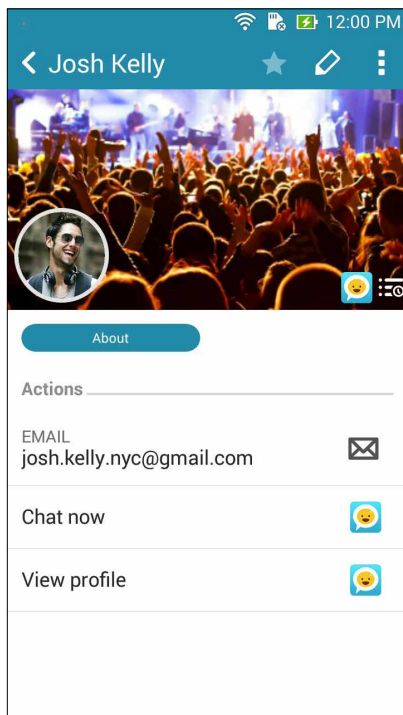 12:00 PM
Josh Kelly
About
Actions
EMAIL
josh.kelly.nyc@gmail.com
Chat now
View profile